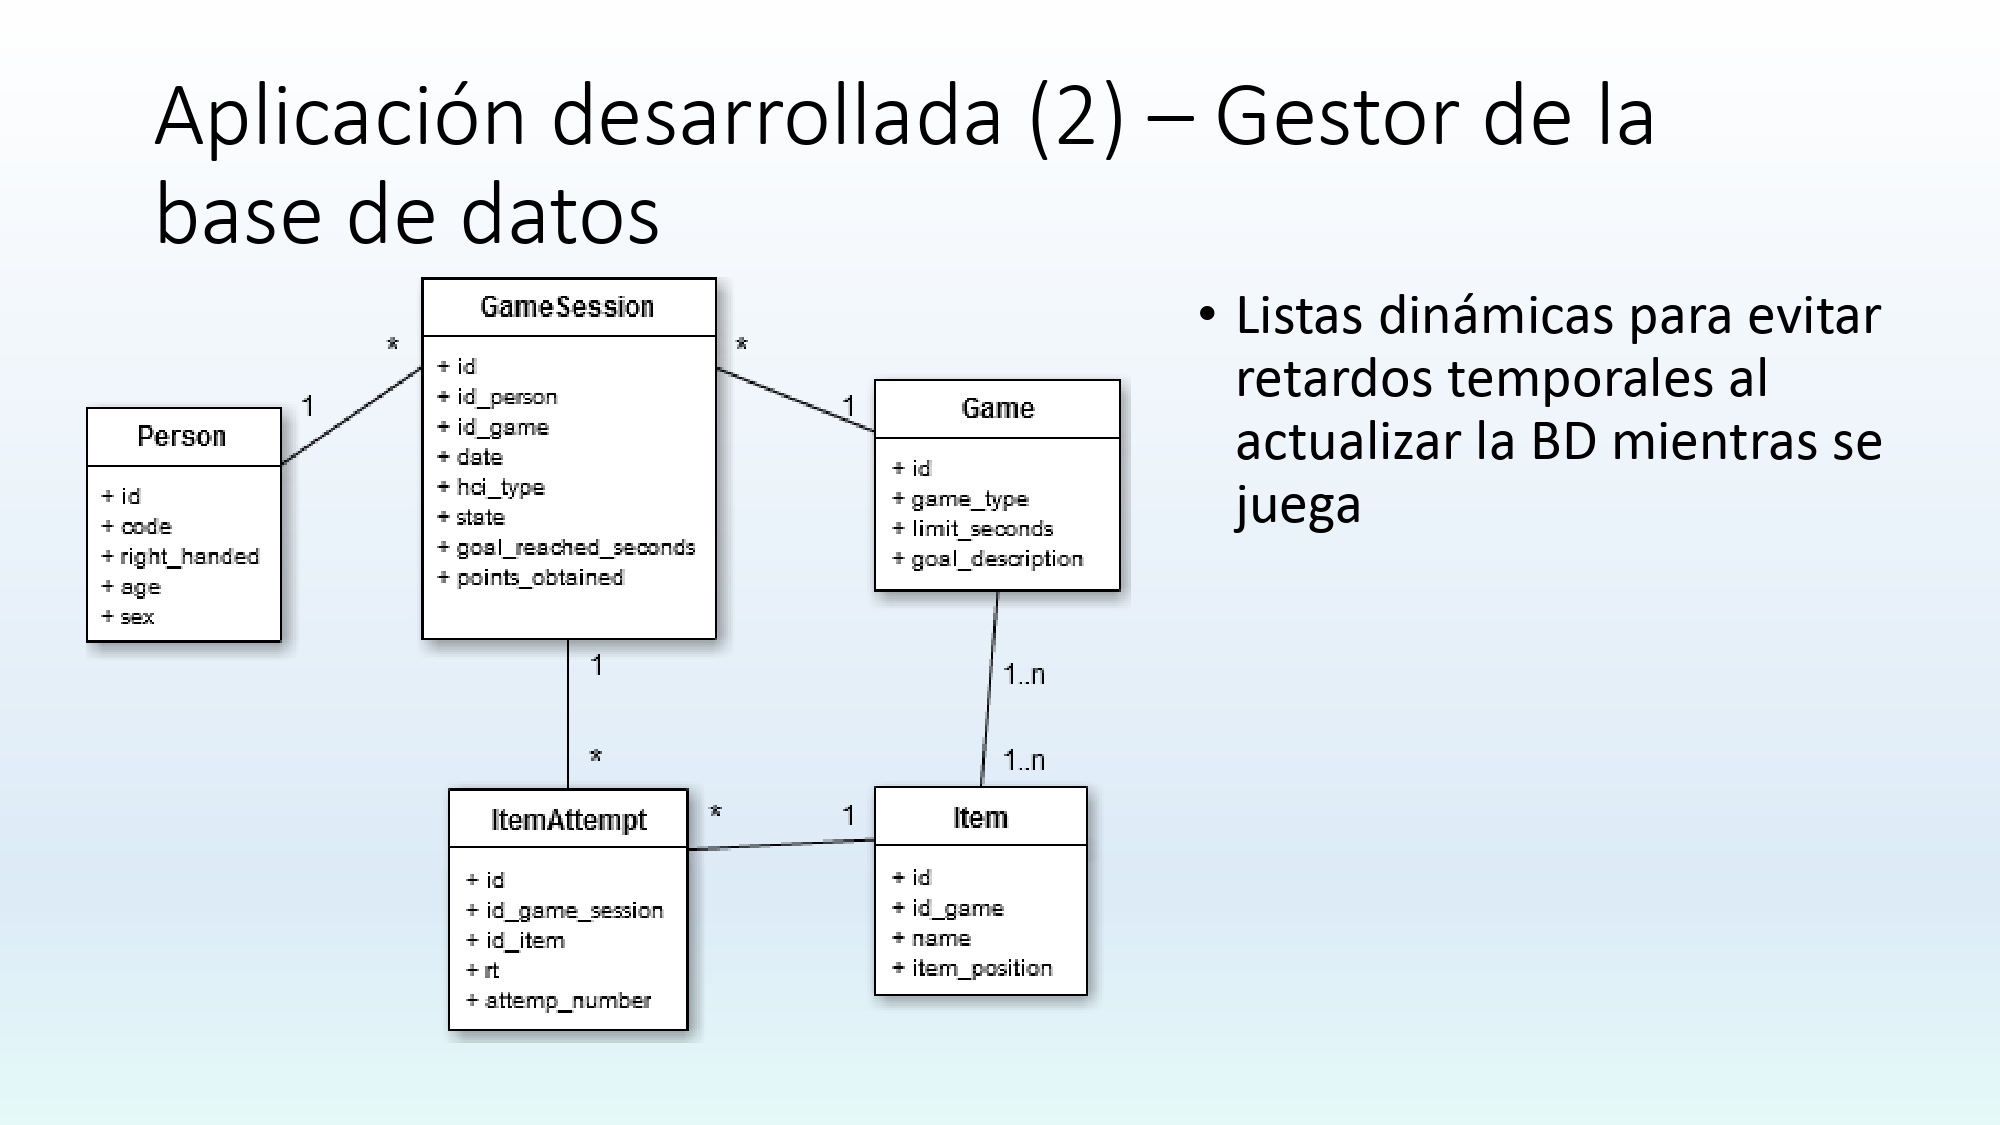 Aplicación desarrollada (2) – Gestor de la
base de datos
GameSession
+ id
+ id_person
+ id_game
+ date
+ hci_type
+ state
+ goal_reached_seconds
+ points_obtained
*
1
*
1
Person
+ id
+ code
+ right_handed
+ age
+ sex
Game
+ id
+ game_type
+ limit_seconds
+ goal_description
1
*
1..n
1..n
ItemAttempt
+ id
+ id_game_session
+ id_item
+ rt
+ attemp_number
*
1
Item
+ id
+ id_game
+ name
+ item_position
• Listas dinámicas para evitar
retardos temporales al
actualizar la BD mientras se
juega